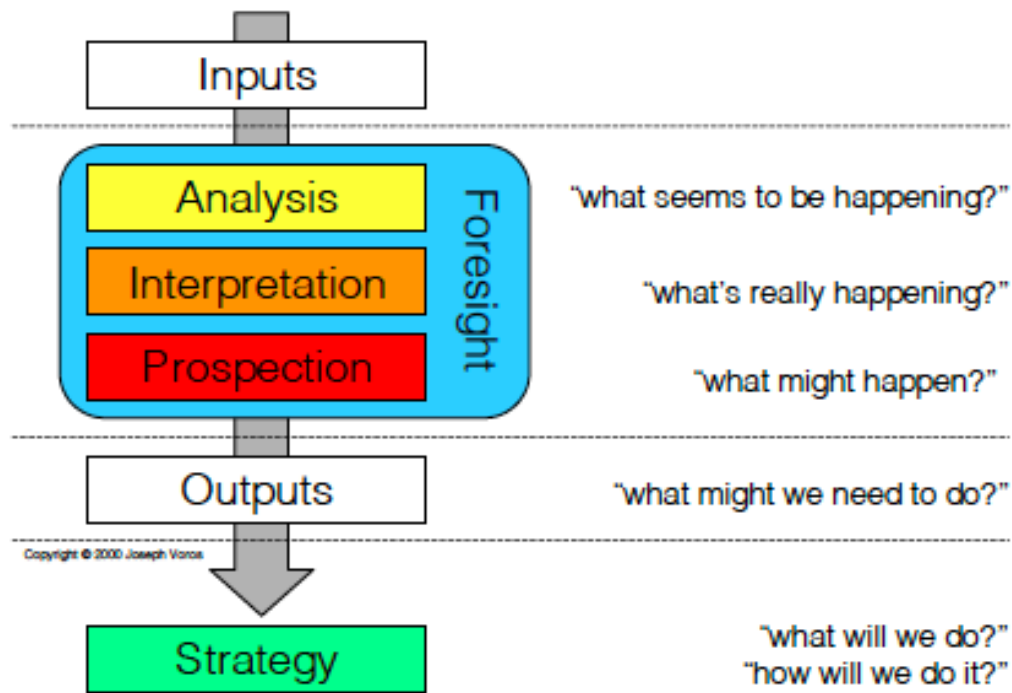 Inputs
Analysis
"what seems to be happening?"
Foresight
Interpretation
"what's really happening?"
Prospection
"what might happen?"
Outputs
"what might we need to do?"
Copyright © 2000 Joseph Voros
Strategy
"what will we do?"
"how will we do it?"